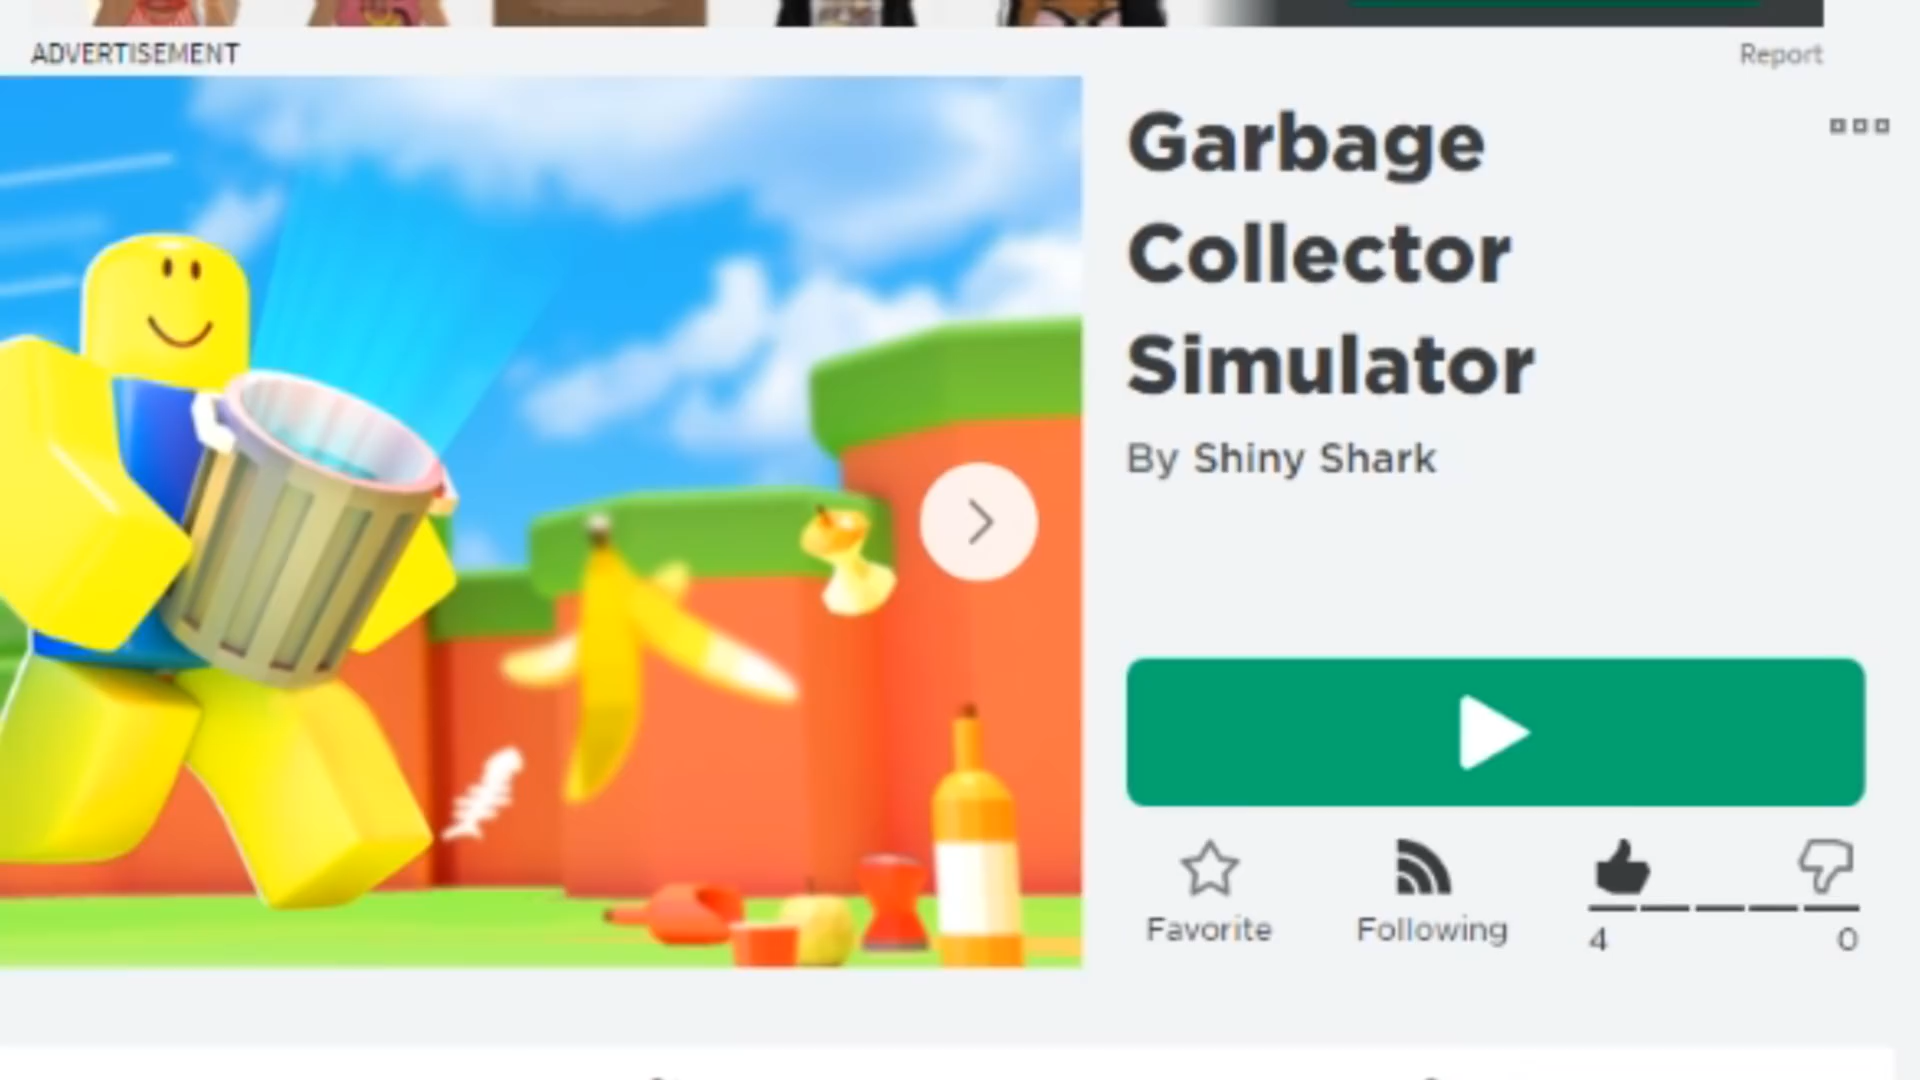 ADVERTISEMENT
Report
Garbage
Collector
Simulator
By Shiny Shark
Favorite
Following
4
0